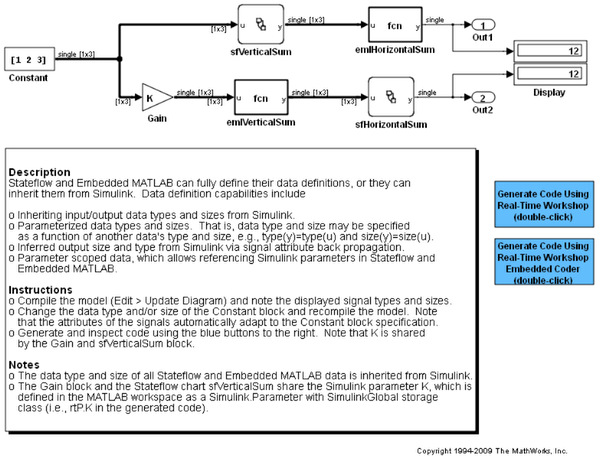 [1 2 3]
Constant
single [1x3]
[1x3]
u
y
sfVerticalSum
single [1x3]
[1x3]
u
fcn
y
emlHorizontalSum
single
1
Out1
12
12
Display
[1x3]
K
Gain
single [1x3]
[1x3]
u
fcn
y
emlVerticalSum
single [1x3]
[1x3]
u
y
sfHorizontalSum
single
2
Out2
Description
Stateflow and Embedded MATLAB can fully define their data definitions, or they can
inherit them from Simulink. Data definition capabilities include
o Inheriting input/output data types and sizes from Simulink.
o Parameterized data types and sizes. That is, data type and size may be specified
as a function of another data's type and size, e.g., type(y)=type(u) and size(y)=size(u).
o Inferred output size and type from Simulink via signal attribute back propagation.
o Parameter scoped data, which allows referencing Simulink parameters in Stateflow and
Embedded MATLAB.
Instructions
o Compile the model (Edit > Update Diagram) and note the displayed signal types and sizes.
o Change the data type and/or size of the Constant block and recompile the model. Note
that the attributes of the signals automatically adapt to the Constant block specification.
o Generate and inspect code using the blue buttons to the right. Note that K is shared
by the Gain and sfVerticalSum block.
Notes
o The data type and size of all Stateflow and Embedded MATLAB data is inherited from Simulink.
o The Gain block and the Stateflow chart sfVerticalSum share the Simulink parameter K, which is
defined in the MATLAB workspace as a Simulink.Parameter with SimulinkGlobal storage
class (i.e., rtP.K in the generated code).
Generate Code Using
Real-Time Workshop
(double-click)
Generate Code Using
Real-Time Workshop
Embedded Coder
(double-click)
Copyright 1994-2009 The MathWorks, Inc.